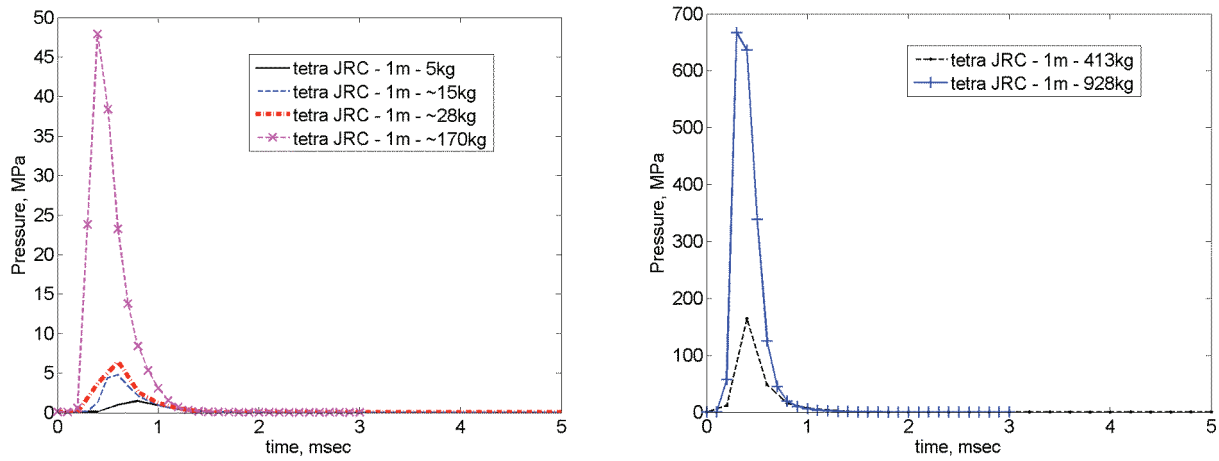 50
45
40
35
30
25
20
15
10
5
0
Pressure, MPa
tetra JRC - 1m - 5kg
tetra JRC - 1m - ~15kg
tetra JRC - 1m - ~28kg
tetra JRC - 1m - ~170kg
0 1 2 3 4 5
time, msec
700
600
500
400
300
200
100
0
Pressure, MPa
tetra JRC - 1m - 413kg
tetra JRC - 1m - 928kg
0 1 2 3 4 5
time, msec